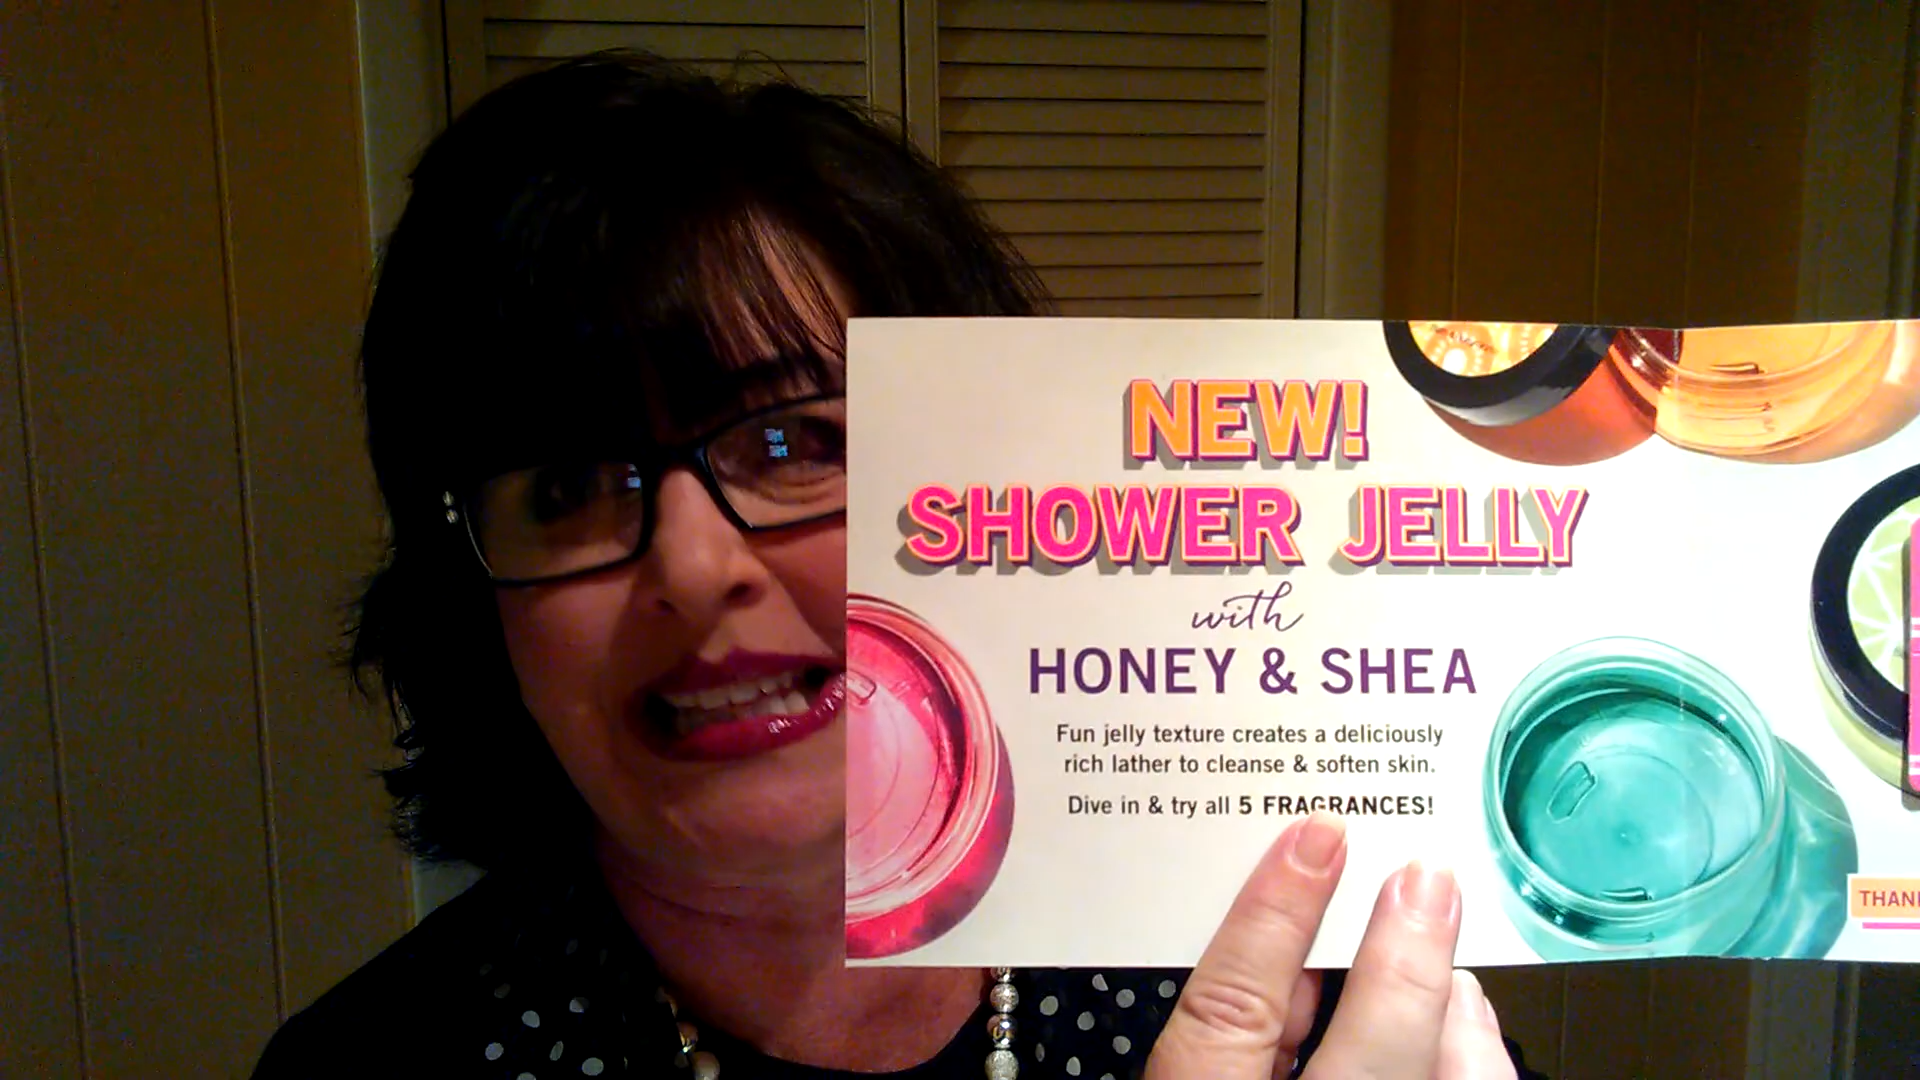 NEW!
SHOWER JELLY
with
HONEY & SHEA
Fun jelly texture creates a deliciously
rich lather to cleanse & soften skin.
Dive in & try all 5 FRAGRANCES!